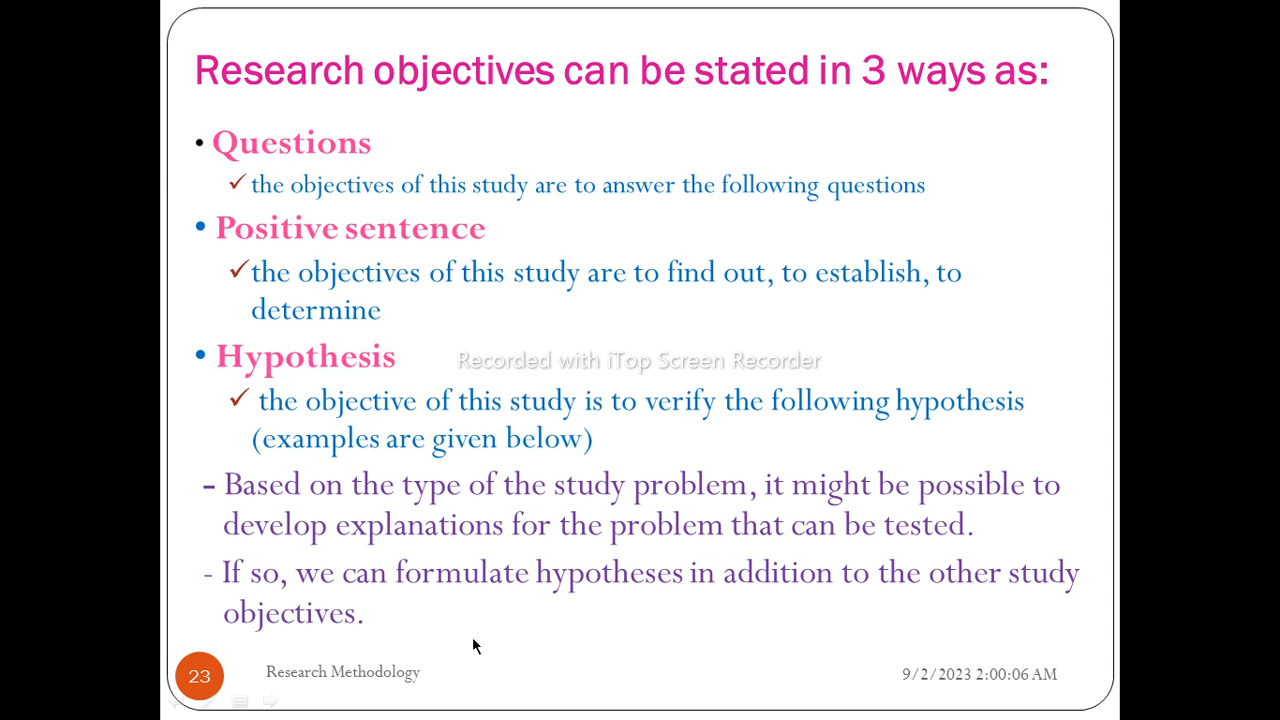 Research objectives can be stated in 3 ways as:
• Questions
✓ the objectives of this study are to answer the following questions
• Positive sentence
✓ the objectives of this study are to find out, to establish, to
determine
• Hypothesis
Recorded with iTop Screen Recorder
✓ the objective of this study is to verify the following hypothesis
(examples are given below)
– Based on the type of the study problem, it might be possible to
develop explanations for the problem that can be tested.
- If so, we can formulate hypotheses in addition to the other study
objectives.
23
Research Methodology
9/2/2023 2:00:06 AM